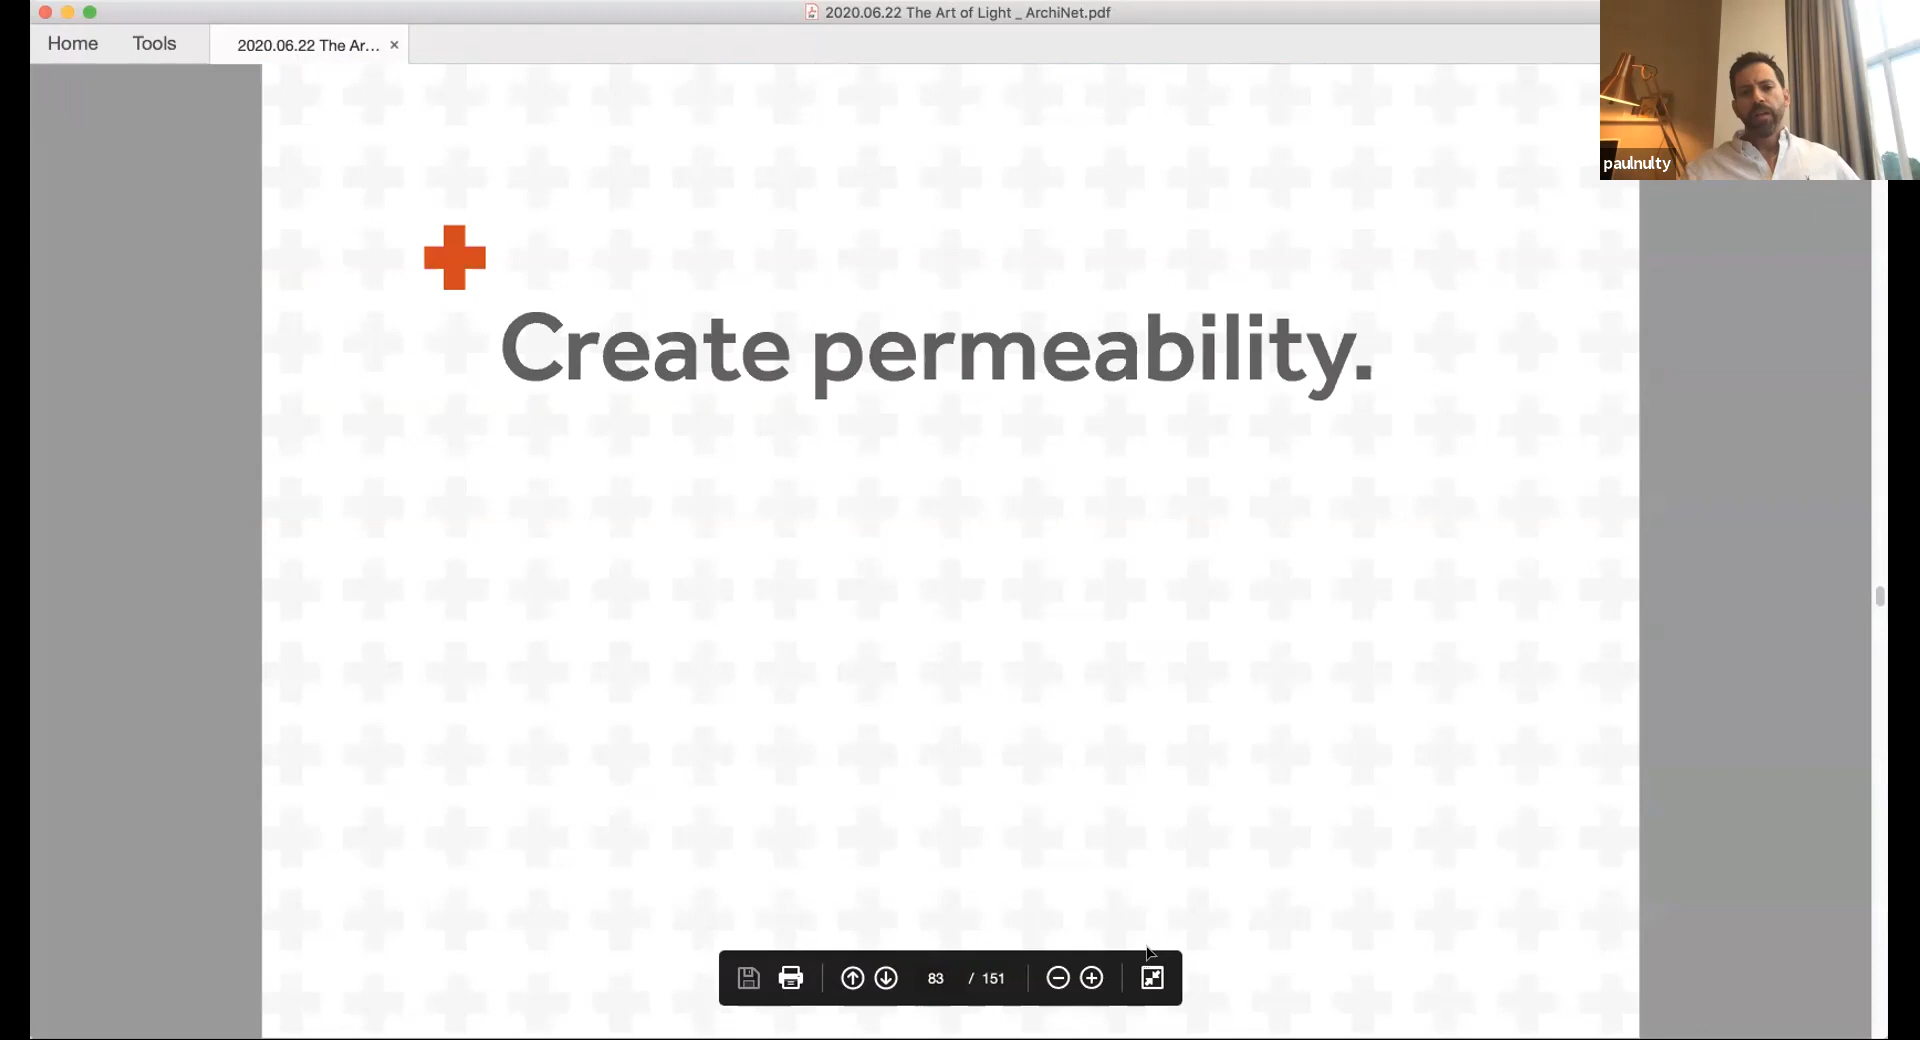 2020.06.22 The Art of Light _ ArchiNet.pdf
Home
Tools
2020.06.22 The Ar... ×
paulnulty
Create permeability.
83 / 151